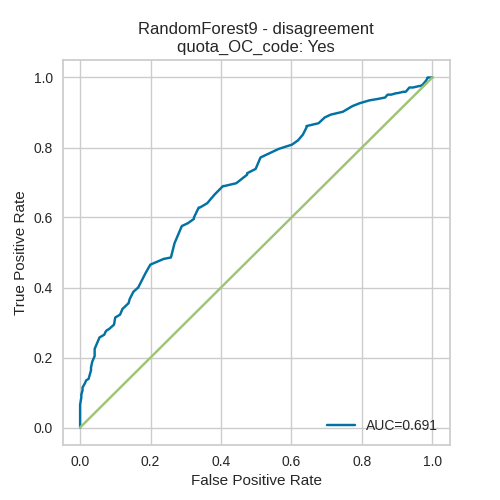 RandomForest9 - disagreement
quota_OC_code: Yes
True Positive Rate
1.0
0.8
0.6
0.4
0.2
0.0
AUC=0.691
0.0 0.2 0.4 0.6 0.8 1.0
False Positive Rate